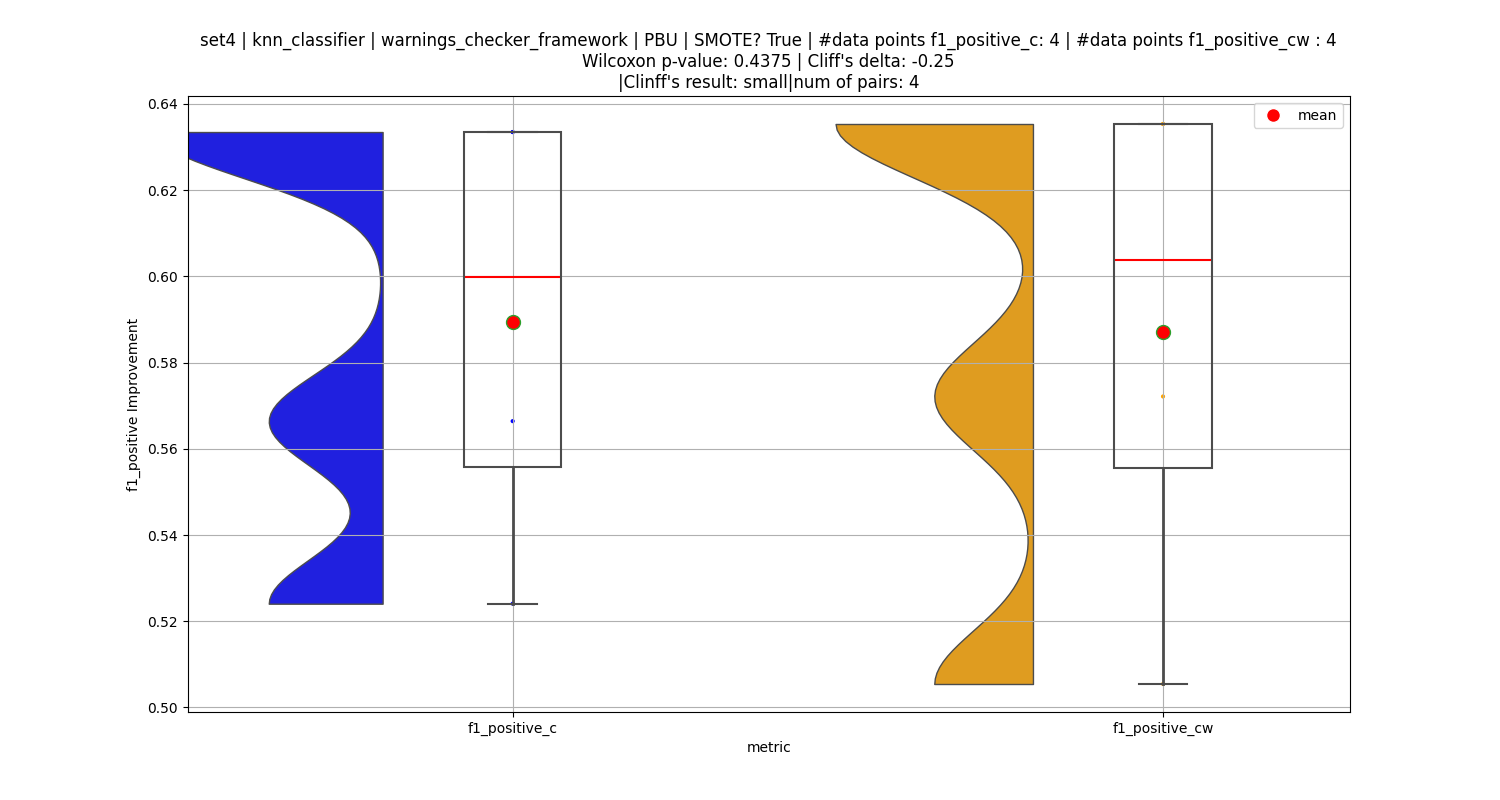 set4 | knn_classifier | warnings_checker_framework | PBU | SMOTE? True | #data points f1_positive_c: 4 | #data points f1_positive_cw : 4
Wilcoxon p-value: 0.4375 | Cliff's delta: -0.25
|Clinff's result: small|num of pairs: 4
mean
0.64
0.62
0.60
0.58
0.56
0.54
0.52
0.50
f1_positive Improvement
f1_positive_c
f1_positive_cw
metric